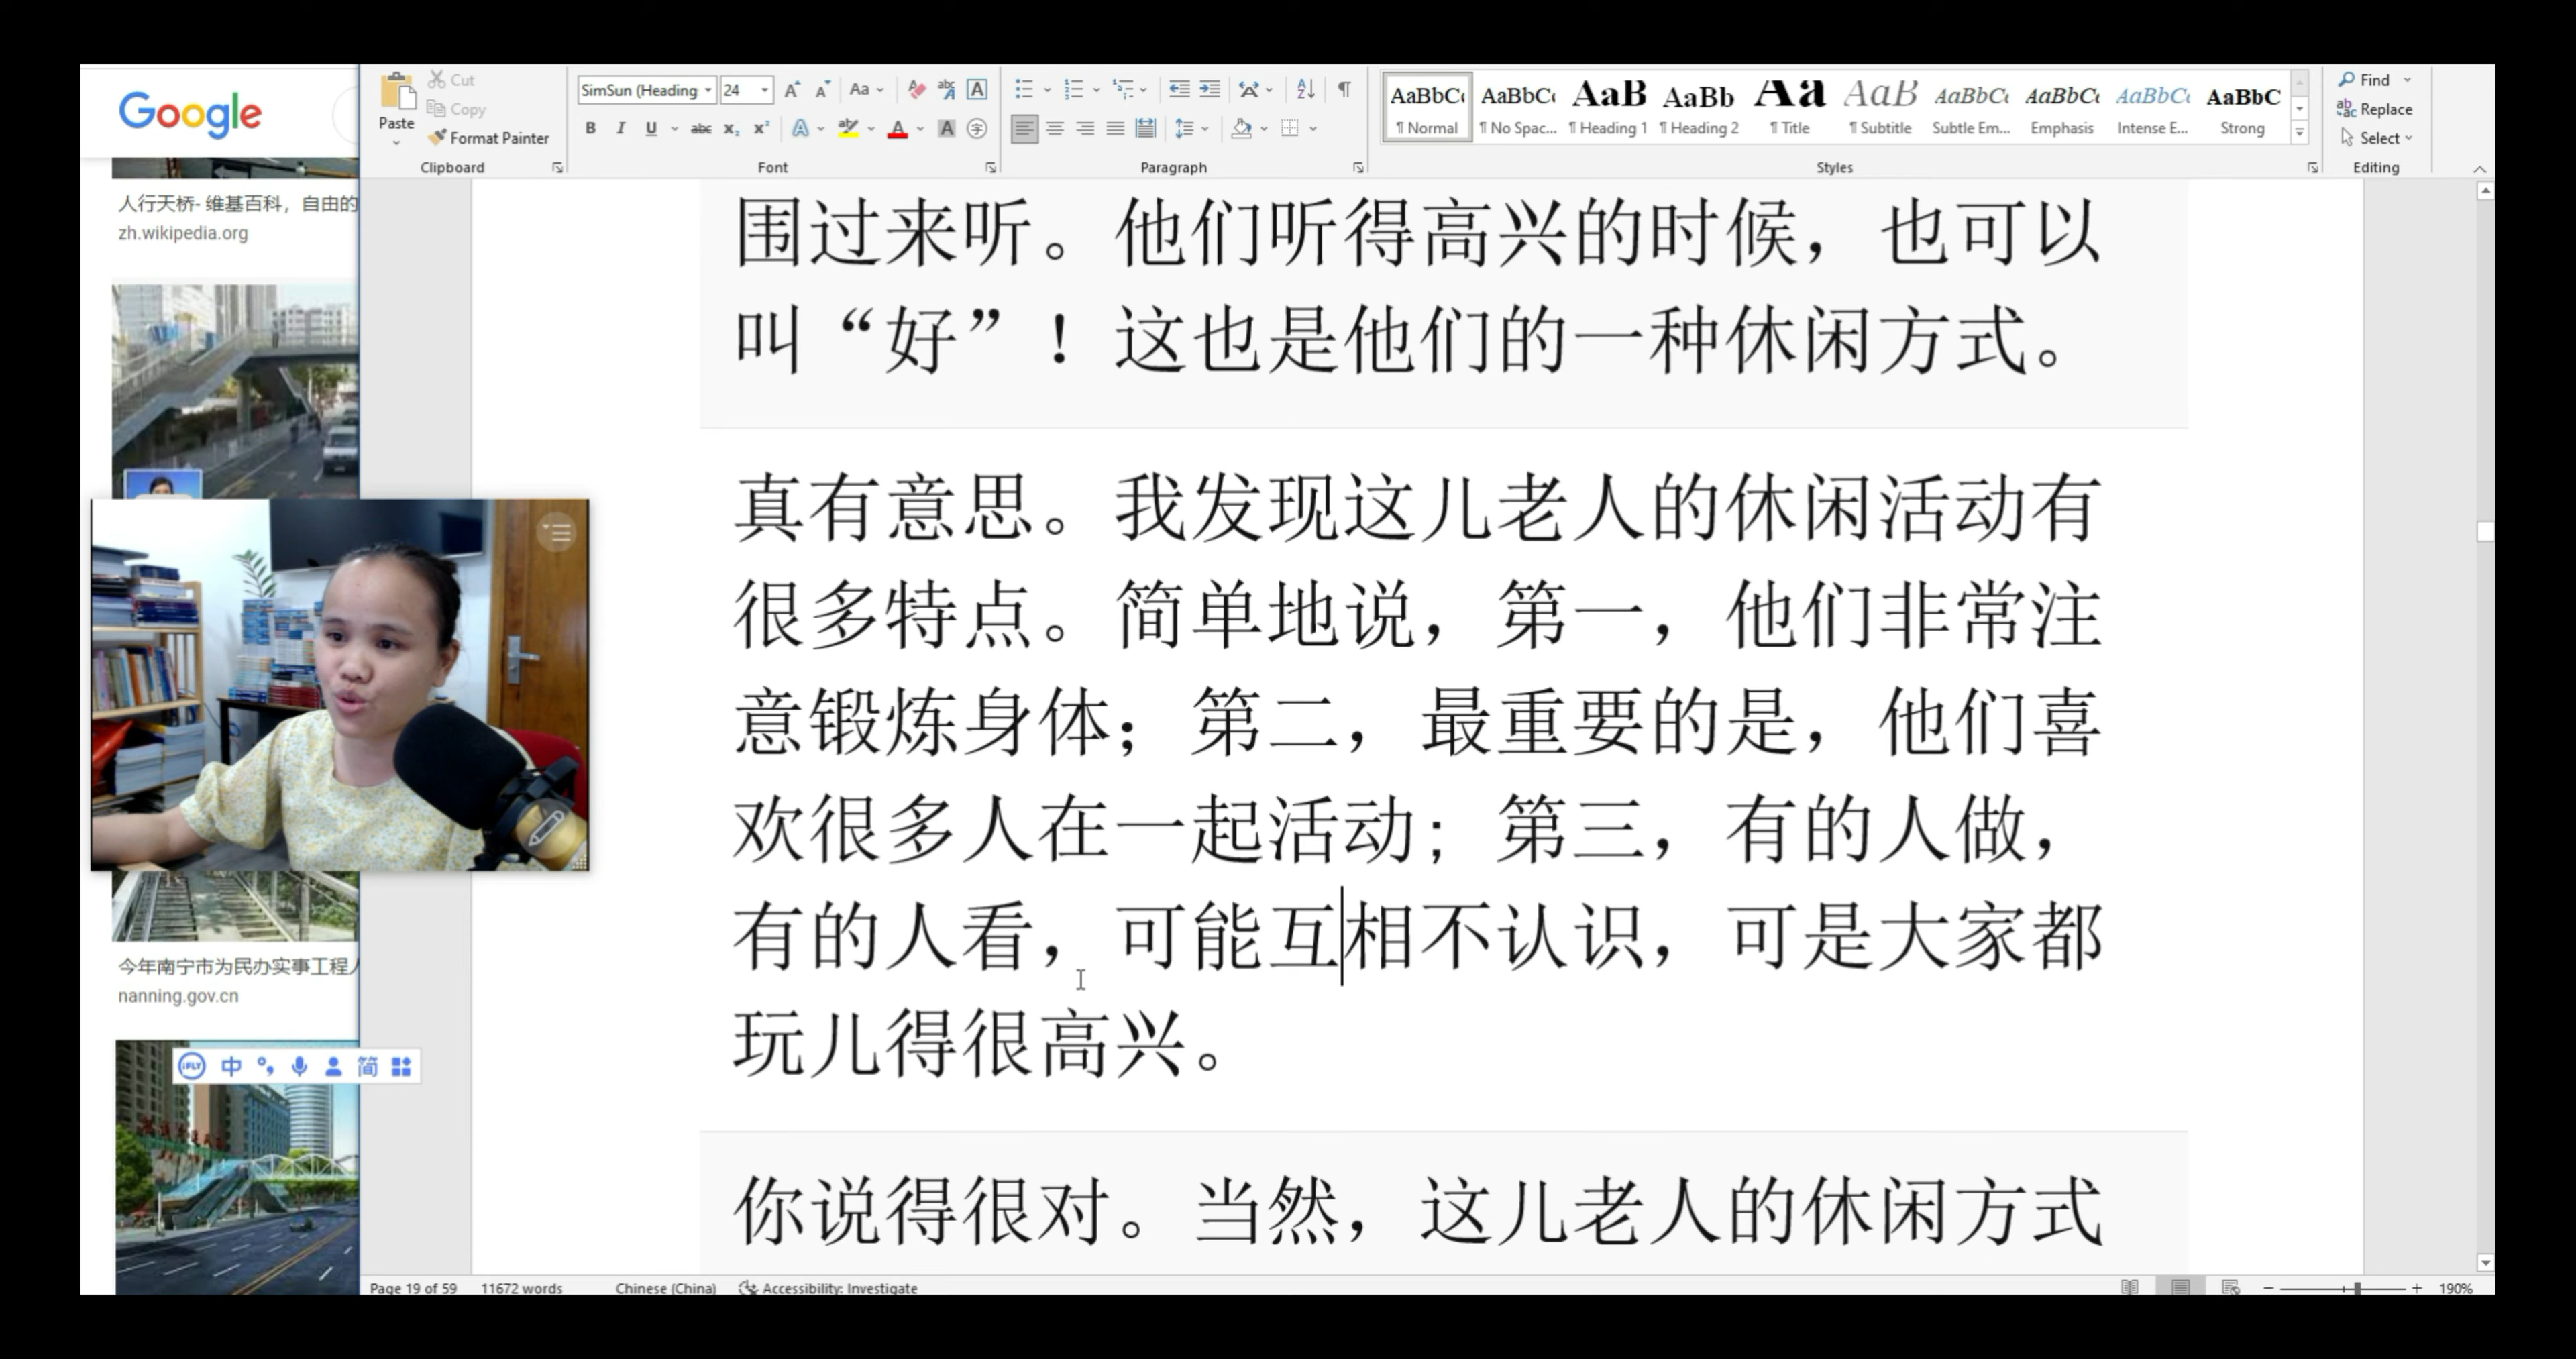 Google
人行天桥- 维基百科，自由的
zh.wikipedia.org
今年南宁市为民办实事工程
nanning.gov.cn
iFLY 中 简
Paste
Cut
Copy
Format Painter
Clipboard
SimSun (Heading 24
Font
Paragraph
AaBbCc AaBbCc AaB AaBb Aa AaB AaBbCc AaBbCc AaBbCc AaBbC
¶ Normal ¶ No Spac... ¶ Heading 1 ¶ Heading 2 ¶ Title ¶ Subtitle Subtle Em... Emphasis Intense E... Strong
Styles
Find
Replace
Select
Editing
围过来听。他们听得高兴的时候，也可以
叫“好”！这也是他们的一种休闲方式。
真有意思。我发现这儿老人的休闲活动有
很多特点。简单地说，第一，他们非常注
意锻炼身体；第二，最重要的是，他们喜
欢很多人在一起活动；第三，有的人做，
有的人看，可能互相不认识，可是大家都
玩儿得很高兴。
你说得很对。当然，这儿老人的休闲方式
Page 19 of 59 11672 words Chinese (China) Accessibility: Investigate 190%